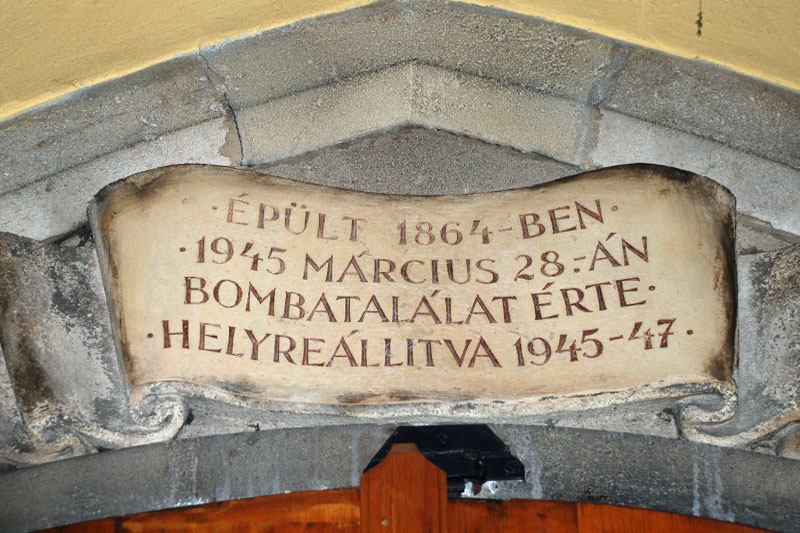 ·ÉPÜLT 1864-BEN·
·1945 MÁRCIUS 28.-ÁN
BOMBATALÁLAT ÉRTE·
·HELYREÁLLITVA 1945-47·